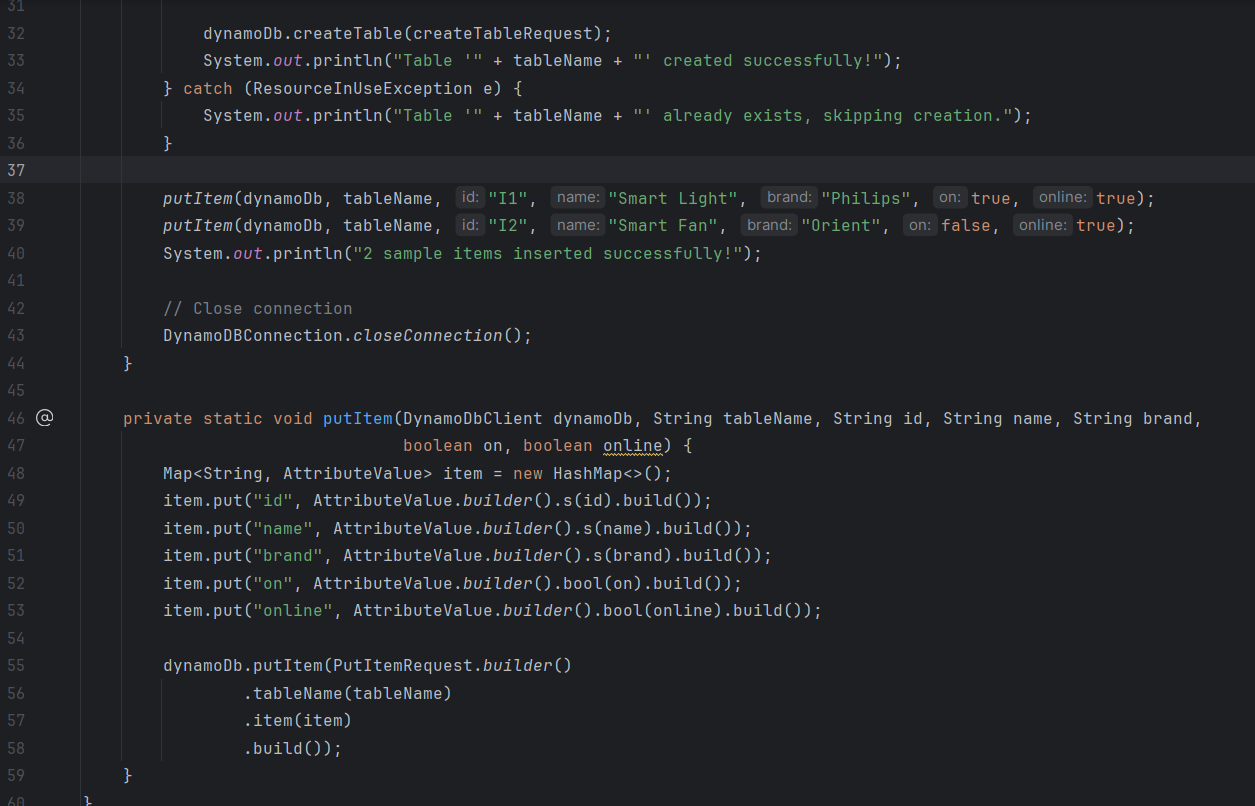 31
32 dynamoDb.createTable(createTableRequest);
33 System.out.println("Table '" + tableName + "' created successfully!");
34 } catch (ResourceInUseException e) {
35 System.out.println("Table '" + tableName + "' already exists, skipping creation.");
36 }
37
38 putItem(dynamoDb, tableName, id: "I1", name: "Smart Light", brand: "Philips", on: true, online: true);
39 putItem(dynamoDb, tableName, id: "I2", name: "Smart Fan", brand: "Orient", on: false, online: true);
40 System.out.println("2 sample items inserted successfully!");
41
42 // Close connection
43 DynamoDBConnection.closeConnection();
44 }
45
46 @ private static void putItem(DynamoDbClient dynamoDb, String tableName, String id, String name, String brand,
47 boolean on, boolean online) {
48 Map<String, AttributeValue> item = new HashMap<>();
49 item.put("id", AttributeValue.builder().s(id).build());
50 item.put("name", AttributeValue.builder().s(name).build());
51 item.put("brand", AttributeValue.builder().s(brand).build());
52 item.put("on", AttributeValue.builder().bool(on).build());
53 item.put("online", AttributeValue.builder().bool(online).build());
54
55 dynamoDb.putItem(PutItemRequest.builder()
56 .tableName(tableName)
57 .item(item)
58 .build());
59 }
60 }